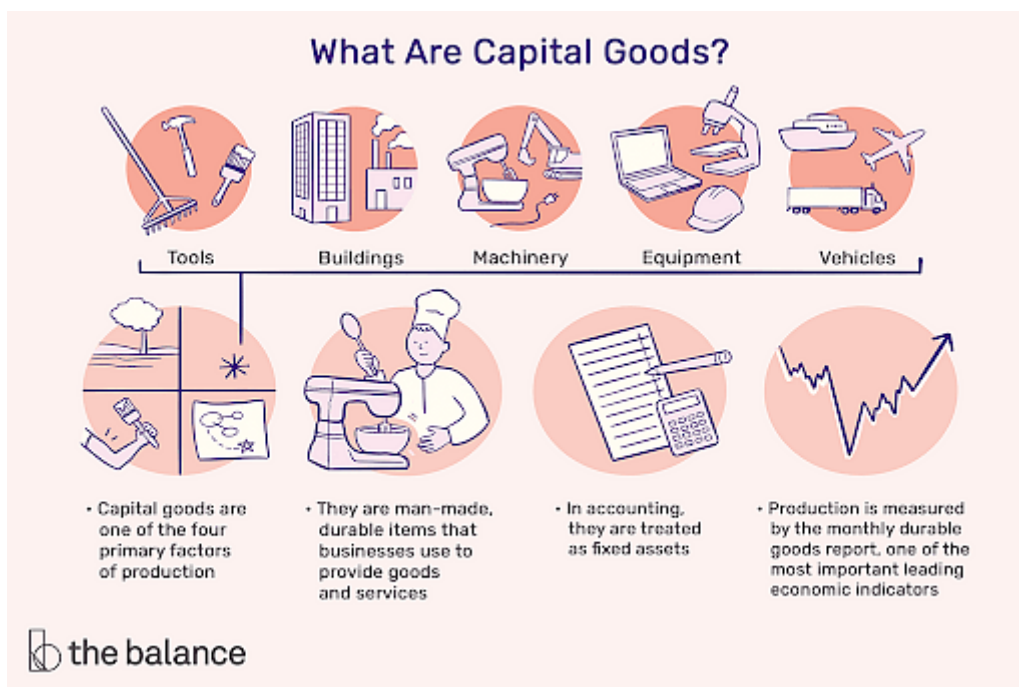 What Are Capital Goods?
Tools
Buildings
Machinery
Equipment
Vehicles
• Capital goods are
one of the four
primary factors
of production
• They are man-made,
durable items that
businesses use to
provide goods
and services
• In accounting,
they are treated
as fixed assets
• Production is measured
by the monthly durable
goods report, one of the
most important leading
economic indicators
the balance